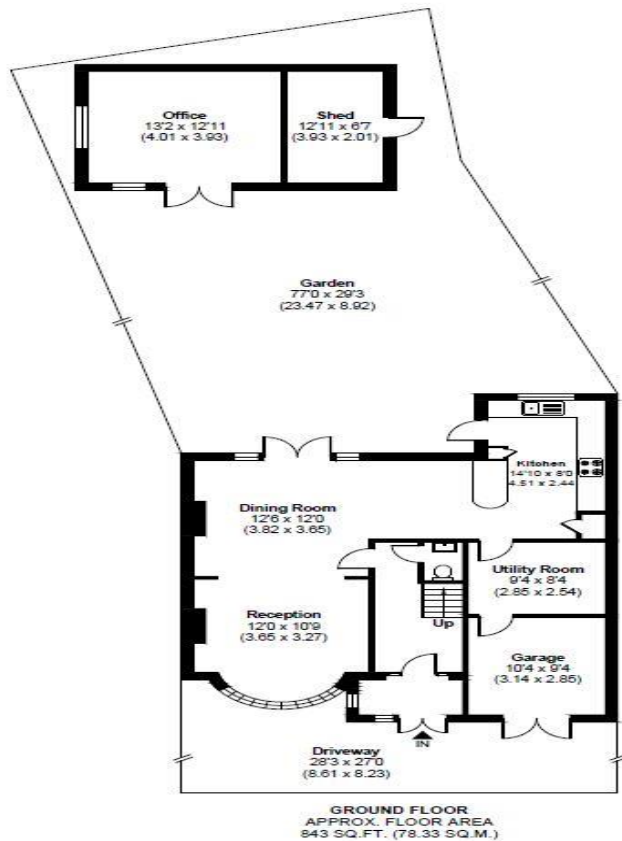 Office
13'2 x 12'11
(4.01 x 3.93)
Shed
12'11 x 6'7
(3.93 x 2.01)
Garden
77'0 x 29'3
(23.47 x 8.92)
Kitchen
14'10 x 8'0
4.51 x 2.44
Dining Room
12'6 x 12'0
(3.82 x 3.65)
Utility Room
9'4 x 8'4
(2.85 x 2.54)
Reception
12'0 x 10'9
(3.65 x 3.27)
Up
Garage
10'4 x 9'4
(3.14 x 2.85)
IN
Driveway
28'3 x 27'0
(8.61 x 8.23)
GROUND FLOOR
APPROX. FLOOR AREA
843 SQ.FT. (78.33 SQ.M.)